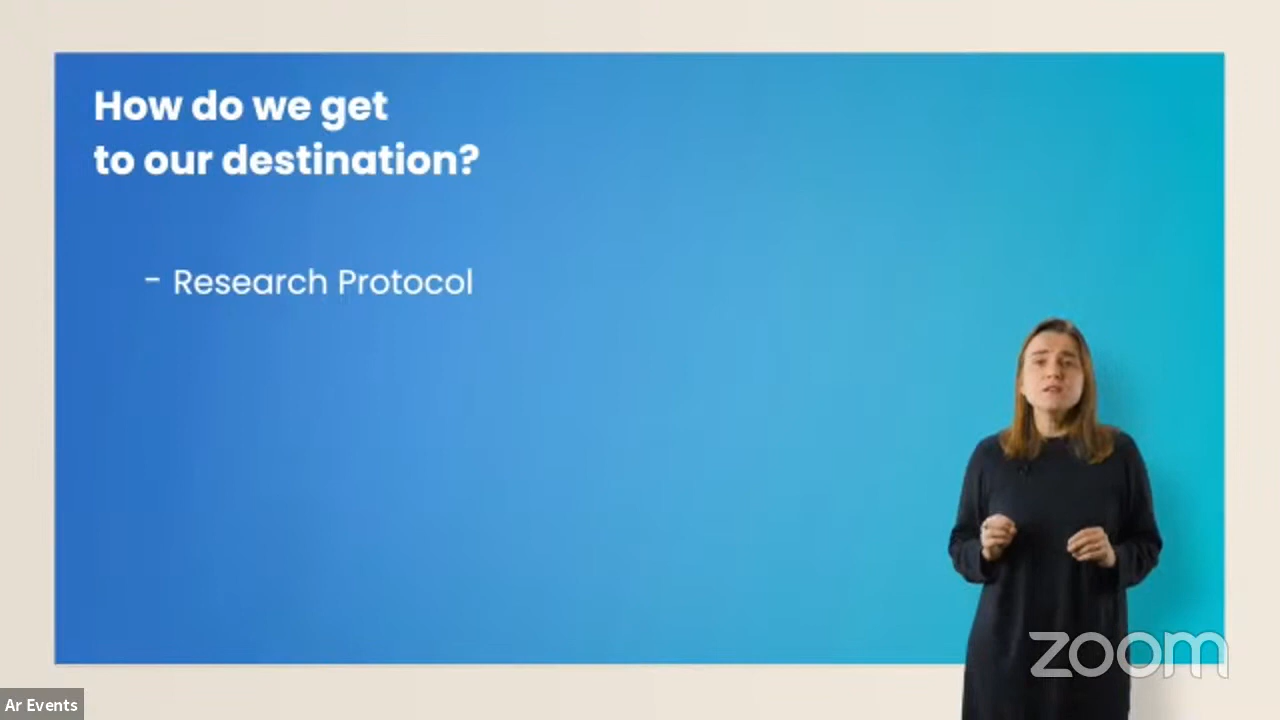 How do we get
to our destination?
- Research Protocol
zoom
Ar Events